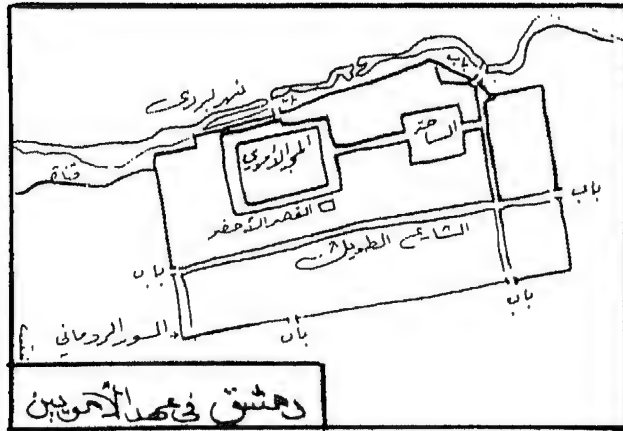 باب
نهر بردى
باب
الساحة
المسجد الأموي
قناة
باب
القصر الأخضر
الشارع الطويل
باب
باب
السور الروماني
باب
دمشق في عهد الأمويين